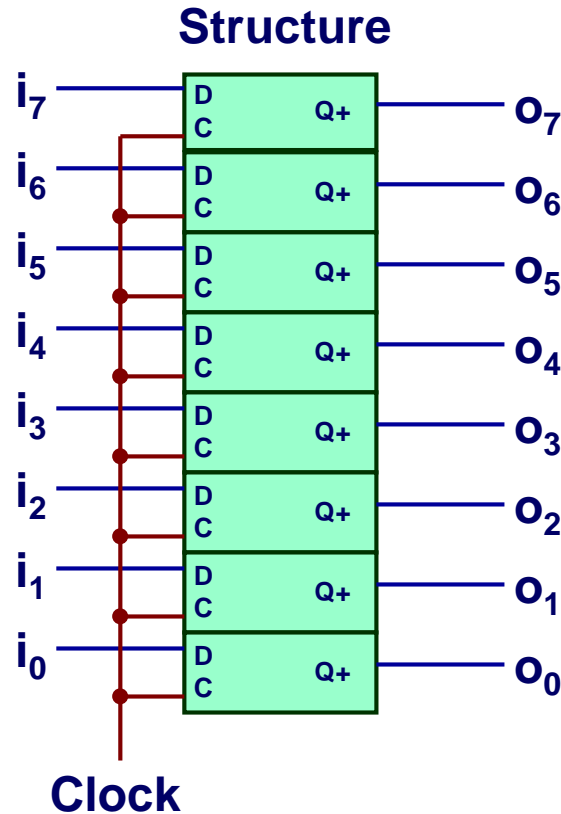 Structure
i7 D C Q+ o7
i6 D C Q+ o6
i5 D C Q+ o5
i4 D C Q+ o4
i3 D C Q+ o3
i2 D C Q+ o2
i1 D C Q+ o1
i0 D C Q+ o0
Clock